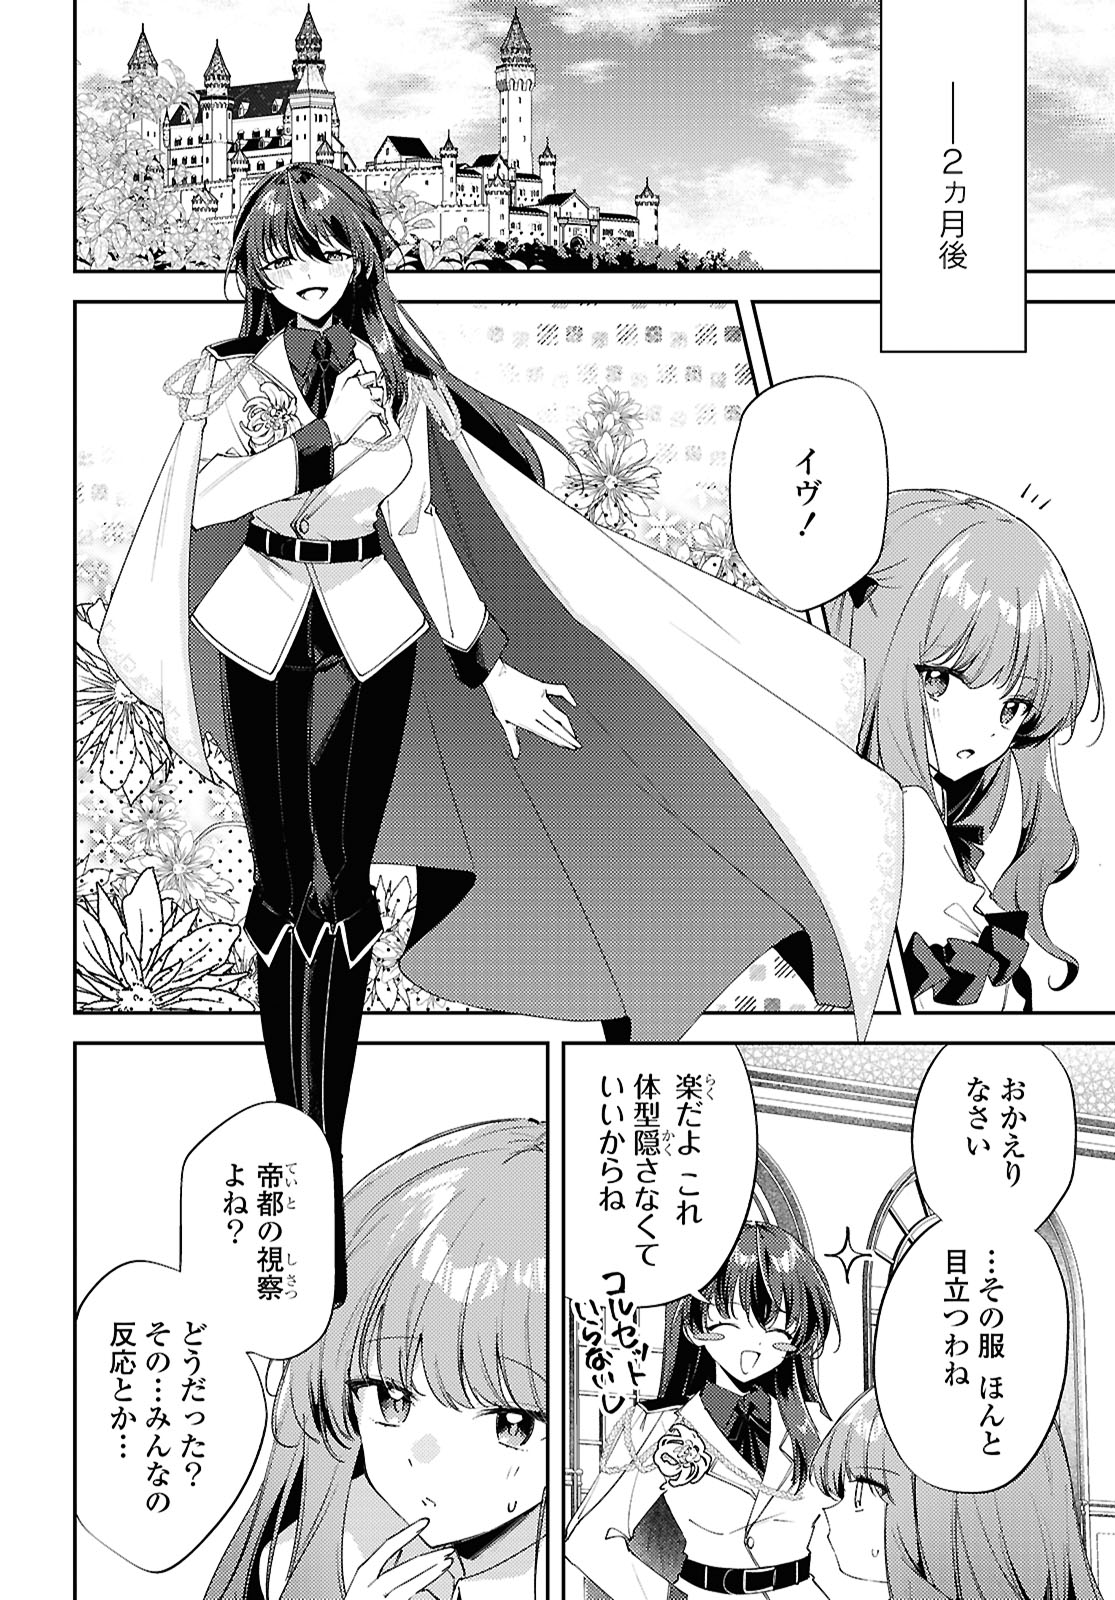 ――2ヵ月後
イヴ!
おかえり
なさい
…その服 ほんと
目立つわね
楽だよ これ
体型隠さなくて
いいからね
コルセット
いらないし
帝都の視察
よね?
どうだった?
その…みんなの
反応とか…